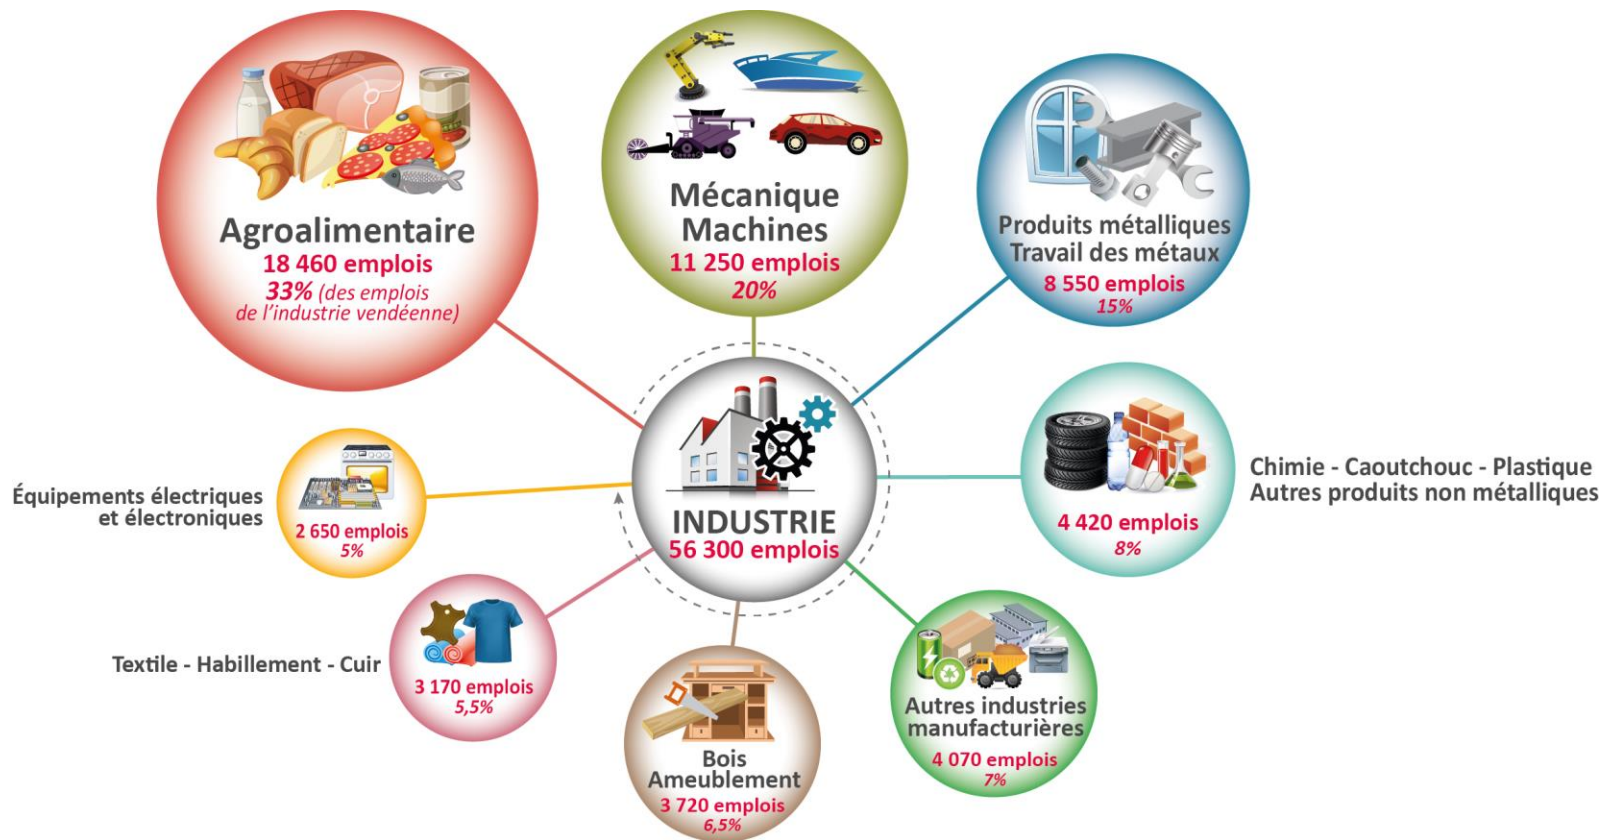 Agroalimentaire
18 460 emplois
33% (des emplois
de l'industrie vendéenne)
Mécanique
Machines
11 250 emplois
20%
Produits métalliques
Travail des métaux
8 550 emplois
15%
INDUSTRIE
56 300 emplois
4 420 emplois
8%
Chimie - Caoutchouc - Plastique
Autres produits non métalliques
Équipements électriques
et électroniques
2 650 emplois
5%
Textile - Habillement - Cuir
3 170 emplois
5,5%
Bois
Ameublement
3 720 emplois
6,5%
Autres industries
manufacturières
4 070 emplois
7%